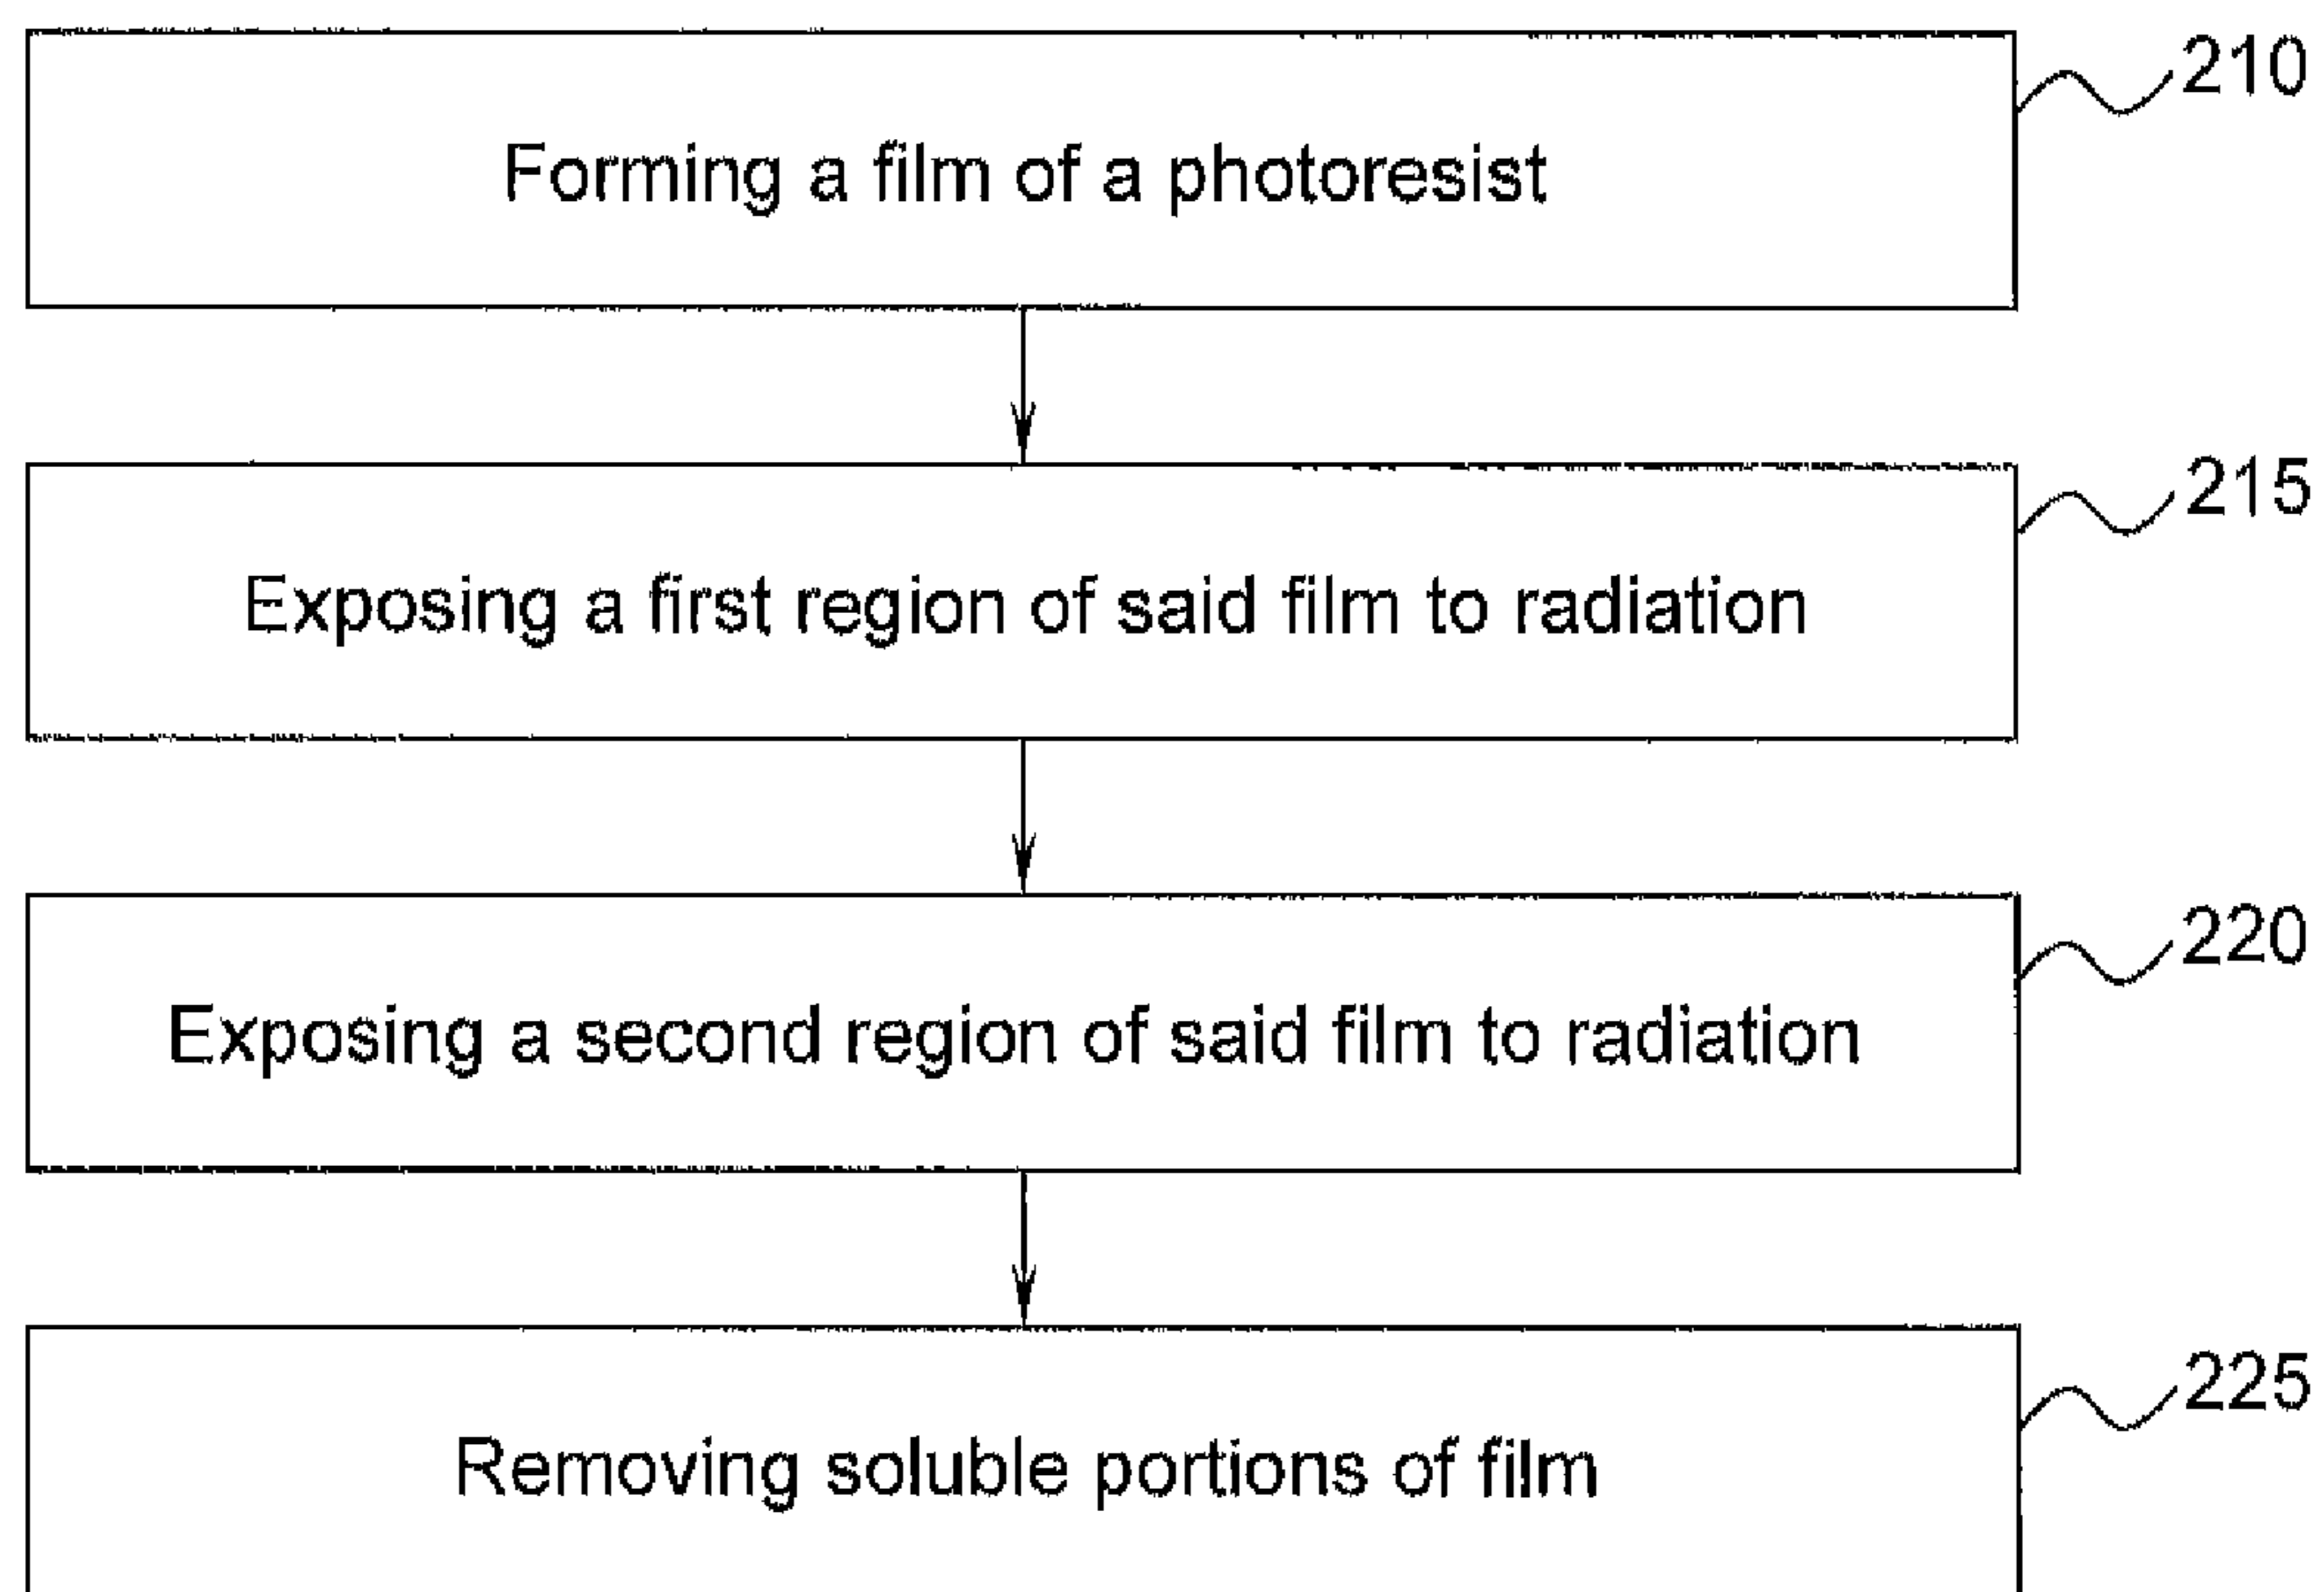 210
Forming a film of a photoresist
215
Exposing a first region of said film to radiation
220
Exposing a second region of said film to radiation
225
Removing soluble portions of film